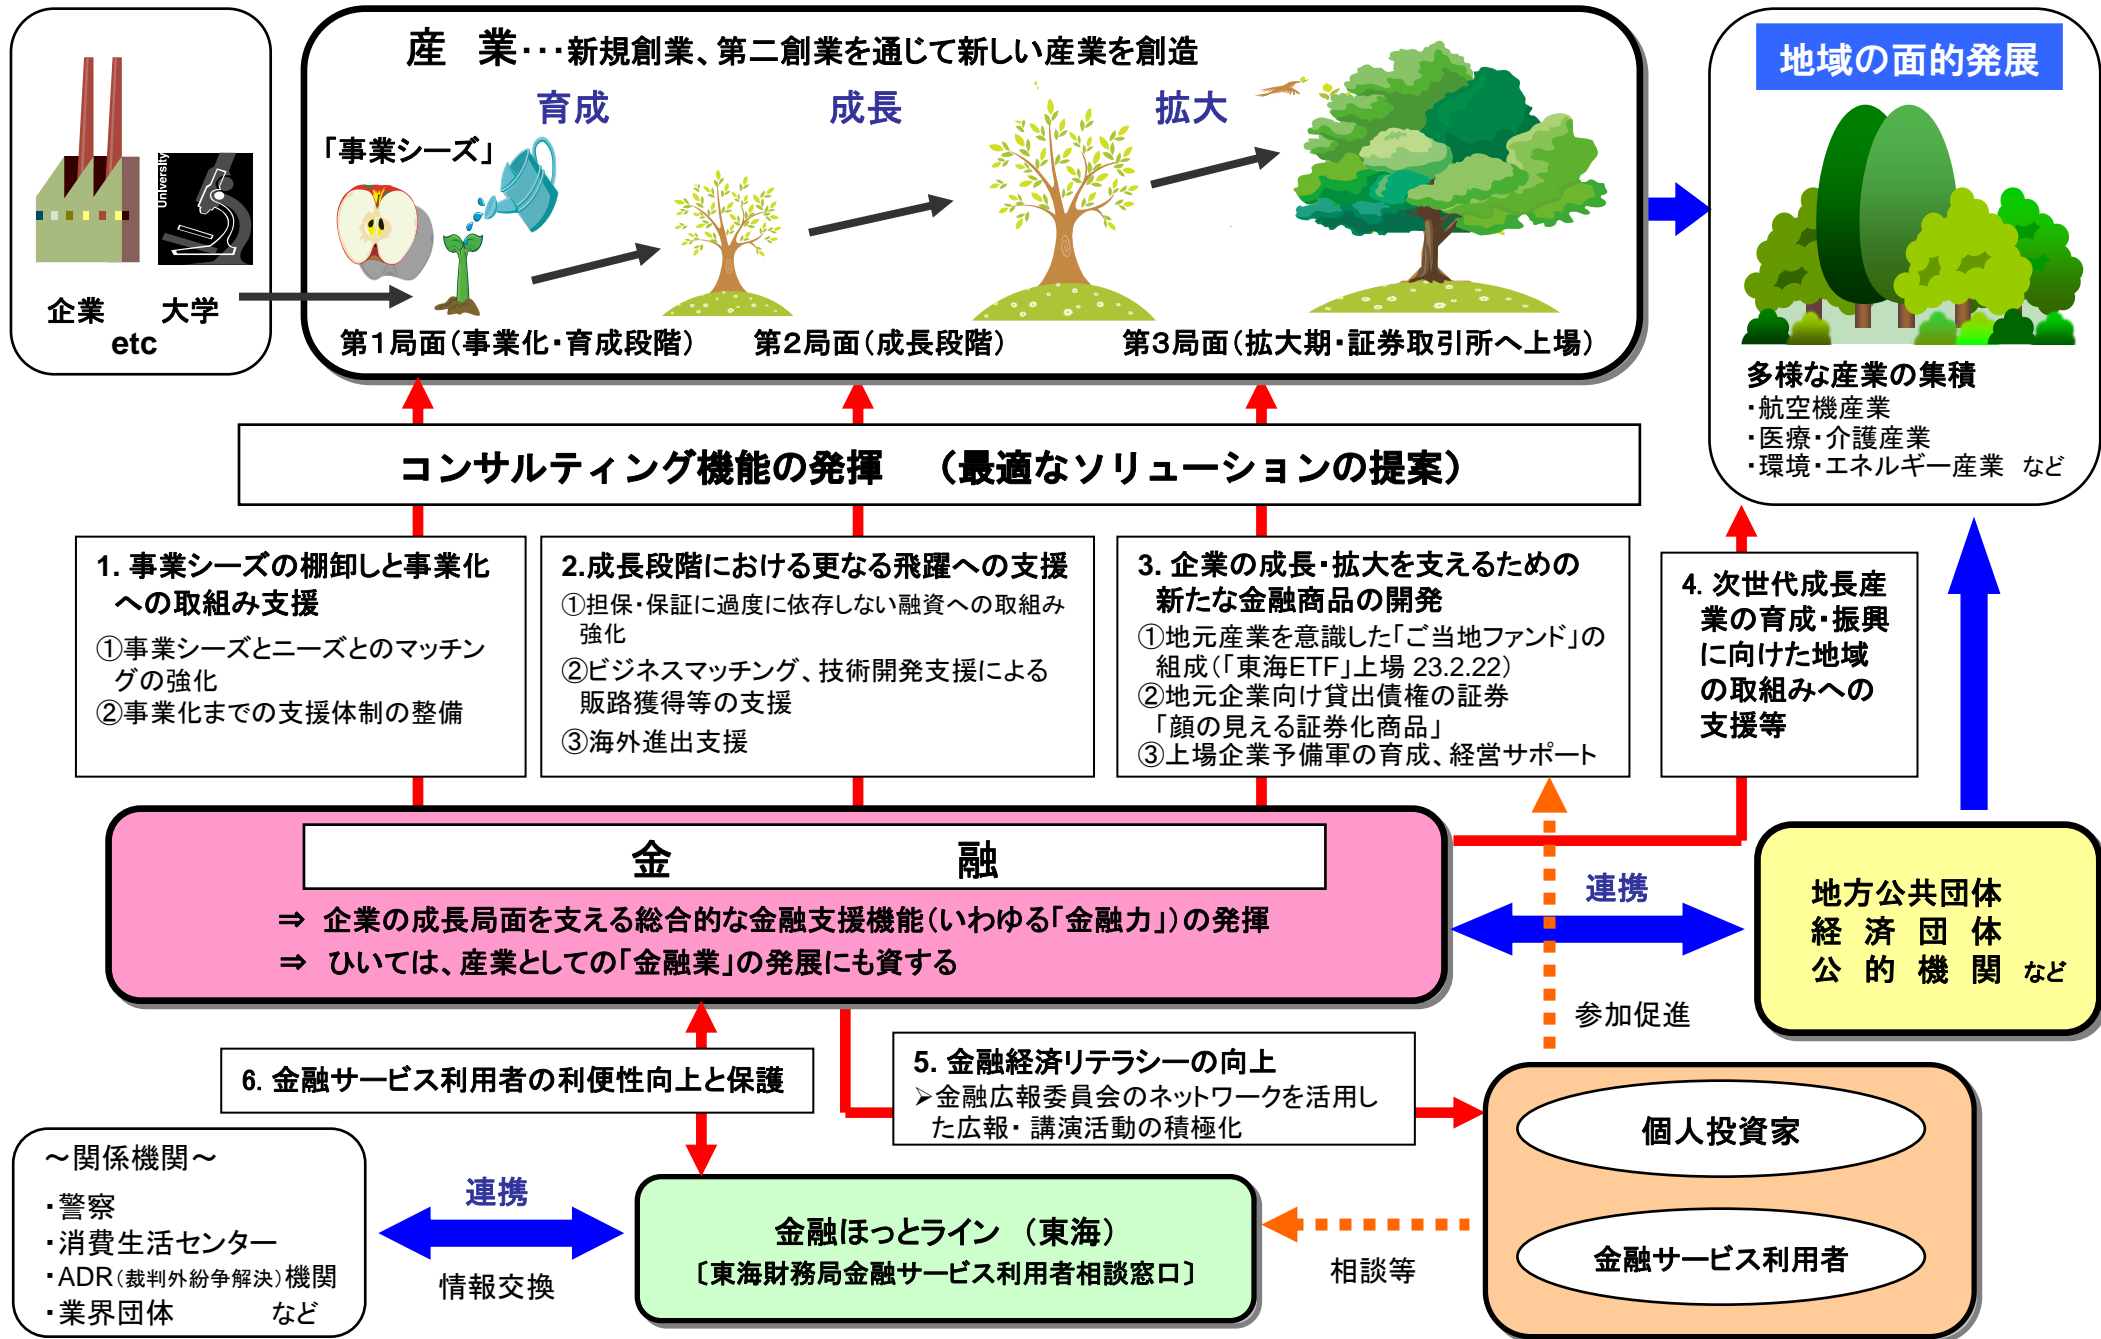 産　業･･･新規創業、第二創業を通じて新しい産業を創造
育成
成長
拡大
「事業シーズ」
University
企業
大学
etc
第１局面（事業化・育成段階）
第２局面（成長段階）
第３局面（拡大期・証券取引所へ上場）
地域の面的発展
多様な産業の集積
・航空機産業
・医療・介護産業
・環境・エネルギー産業　など
コンサルティング機能の発揮　（最適なソリューションの提案）
1. 事業シーズの棚卸しと事業化
への取組み支援
①事業シーズとニーズとのマッチン
グの強化
②事業化までの支援体制の整備
2.成長段階における更なる飛躍への支援
①担保・保証に過度に依存しない融資への取組み
強化
②ビジネスマッチング、技術開発支援による
販路獲得等の支援
③海外進出支援
3. 企業の成長・拡大を支えるための
新たな金融商品の開発
①地元産業を意識した「ご当地ファンド」の
組成（「東海ETF」上場 23.2.22）
②地元企業向け貸出債権の証券
「顔の見える証券化商品」
③上場企業予備軍の育成、経営サポート
4. 次世代成長産
業の育成・振興
に向けた地域
の取組みへの
支援等
金　融
⇒　企業の成長局面を支える総合的な金融支援機能（いわゆる「金融力」）の発揮
⇒　ひいては、産業としての「金融業」の発展にも資する
連携
地方公共団体
経　済　団　体
公　的　機　関　など
参加促進
6. 金融サービス利用者の利便性向上と保護
5. 金融経済リテラシーの向上
➢金融広報委員会のネットワークを活用し
た広報・ 講演活動の積極化
個人投資家
金融サービス利用者
～関係機関～
・警察
・消費生活センター
・ADR（裁判外紛争解決）機関
・業界団体　など
連携
情報交換
金融ほっとライン　（東海）
〔東海財務局金融サービス利用者相談窓口〕
相談等